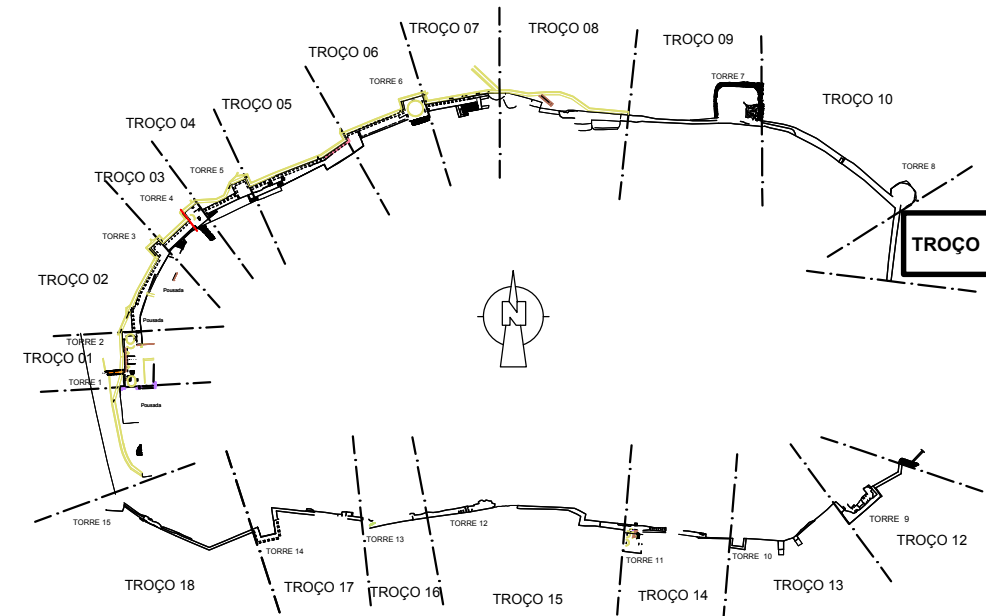 TROÇO 07
TROÇO 08
TROÇO 06
TROÇO 09
TORRE 6
TORRE 7
TROÇO 05
TROÇO 10
TROÇO 04
TORRE 5
TORRE 8
TROÇO 03
TORRE 4
TORRE 3
TROÇO
TROÇO 02
Pousada
N
Pousada
TORRE 2
TROÇO 01
TORRE 1
Pousada
TORRE 15
TORRE 12
TORRE 9
TORRE 13
TORRE 14
TORRE 11
TORRE 10
TROÇO 12
TROÇO 18
TROÇO 17
TROÇO 16
TROÇO 15
TROÇO 14
TROÇO 13